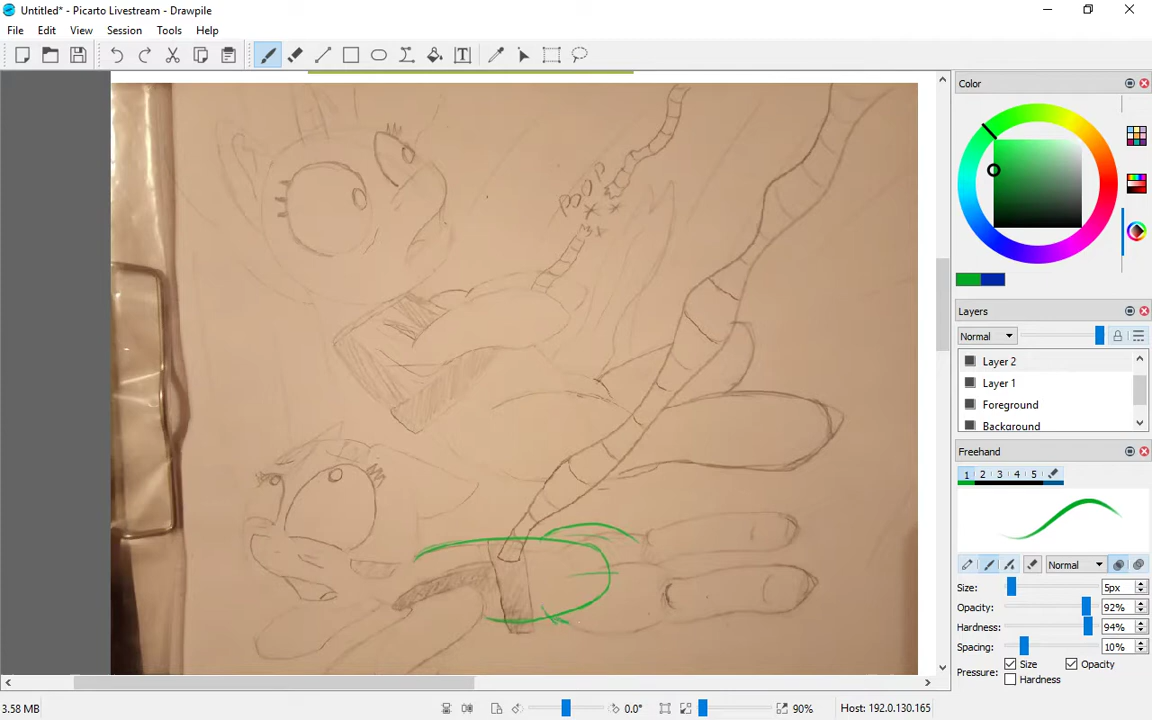 Untitled* - Picarto Livestream - Drawpile
File Edit View Session Tools Help
T
POOP
Color
Layers
Normal
Layer 2
Layer 1
Foreground
Background
Freehand
1 2 3 4 5
Normal
Size: 5px
Opacity: 92%
Hardness: 94%
Spacing: 10%
Pressure: Size Opacity
Hardness
3.58 MB 0.0° 90% Host: 192.0.130.165